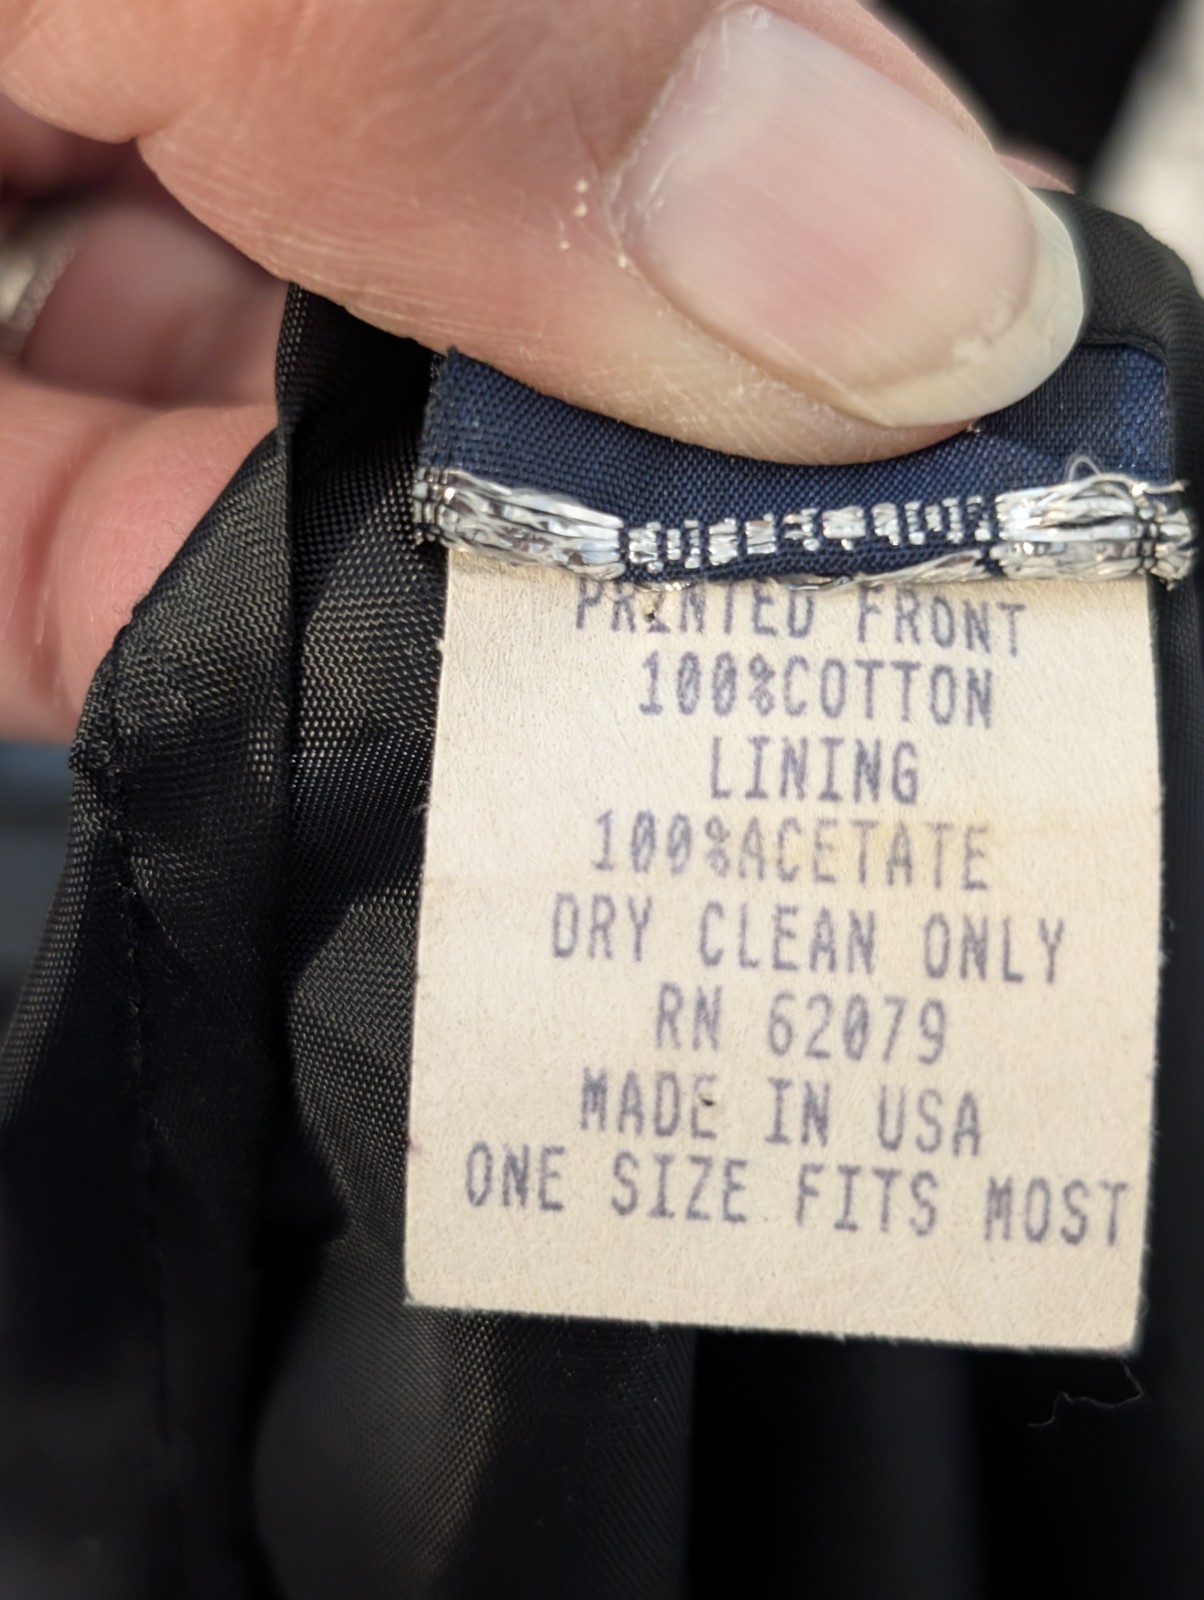 PRINTED FRONT
100%COTTON
LINING
100%ACETATE
DRY CLEAN ONLY
RN 62079
MADE IN USA
ONE SIZE FITS MOST